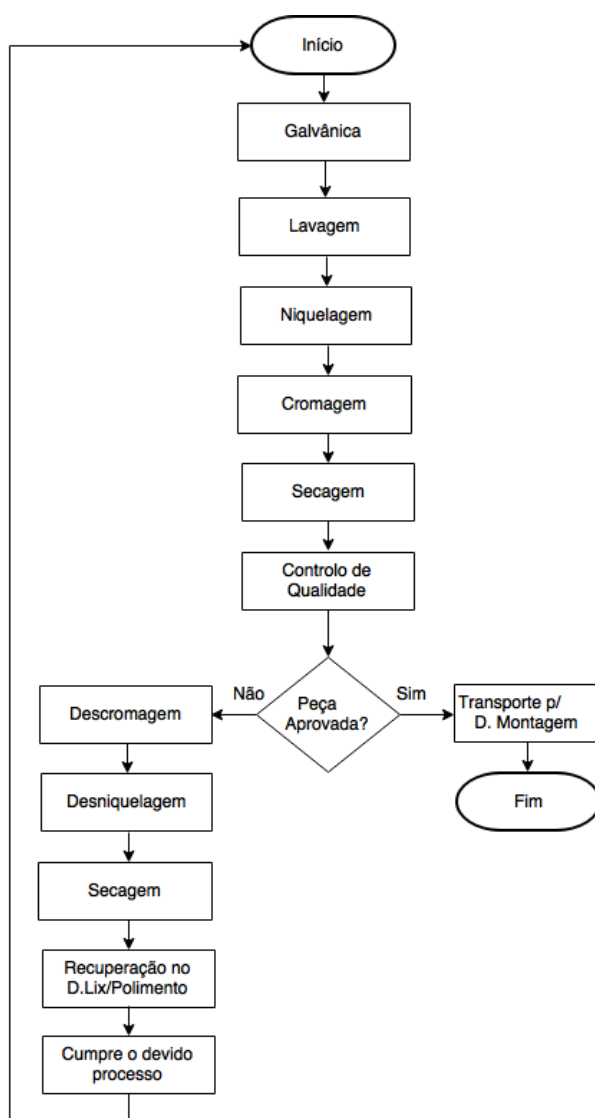 Início
Galvânica
Lavagem
Niquelagem
Cromagem
Secagem
Controlo de
Qualidade
Peça
Aprovada?
Não
Sim
Descromagem
Transporte p/
D. Montagem
Desniquelagem
Fim
Secagem
Recuperação no
D.Lix/Polimento
Cumpre o devido
processo